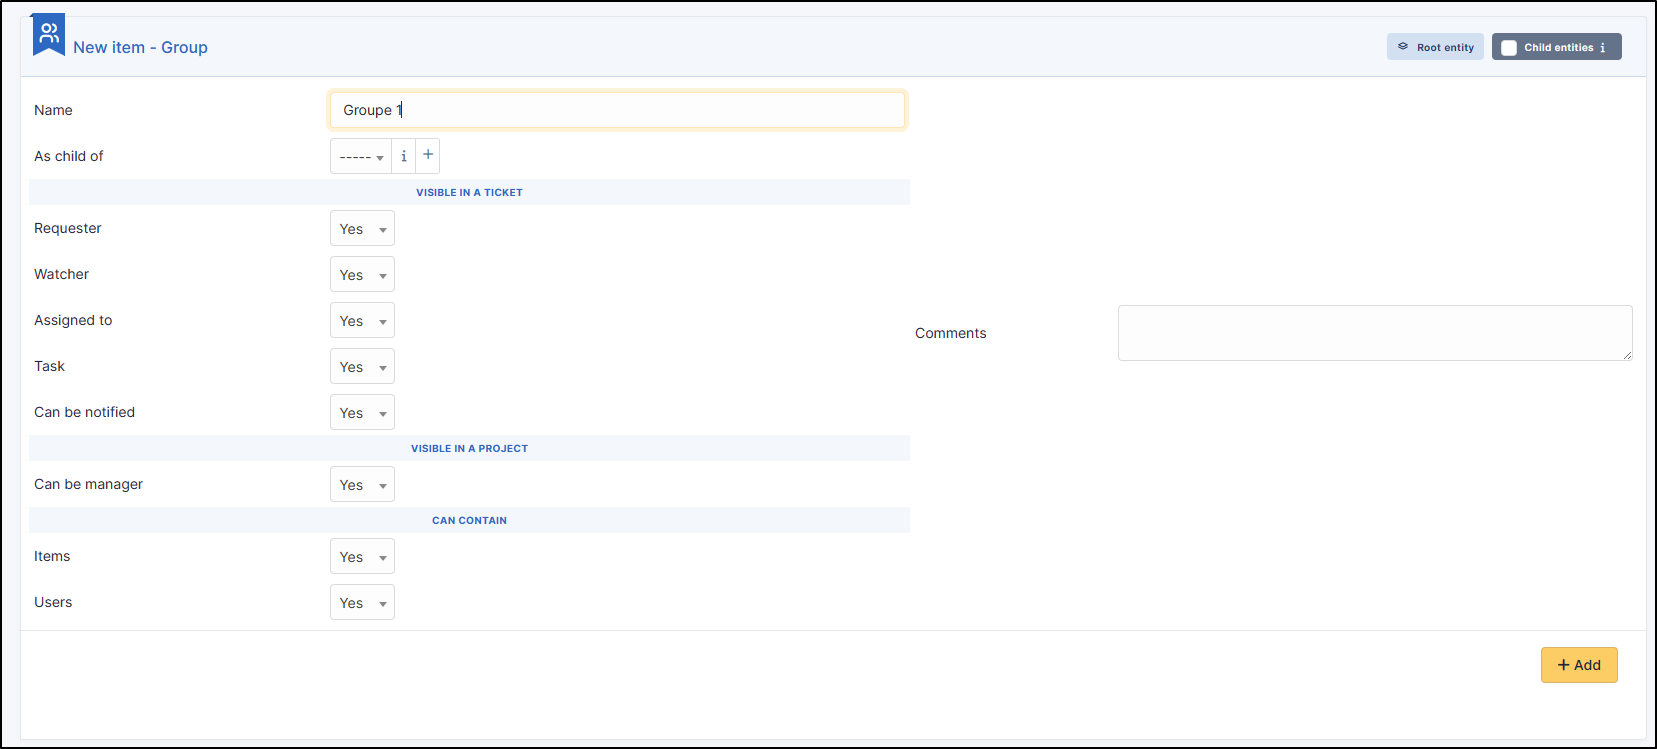 New item - Group
Root entity
Child entities i
Name
Groupe 1
As child of
----- i +
VISIBLE IN A TICKET
Requester
Yes
Watcher
Yes
Assigned to
Yes
Task
Yes
Can be notified
Yes
Comments
VISIBLE IN A PROJECT
Can be manager
Yes
CAN CONTAIN
Items
Yes
Users
Yes
+ Add